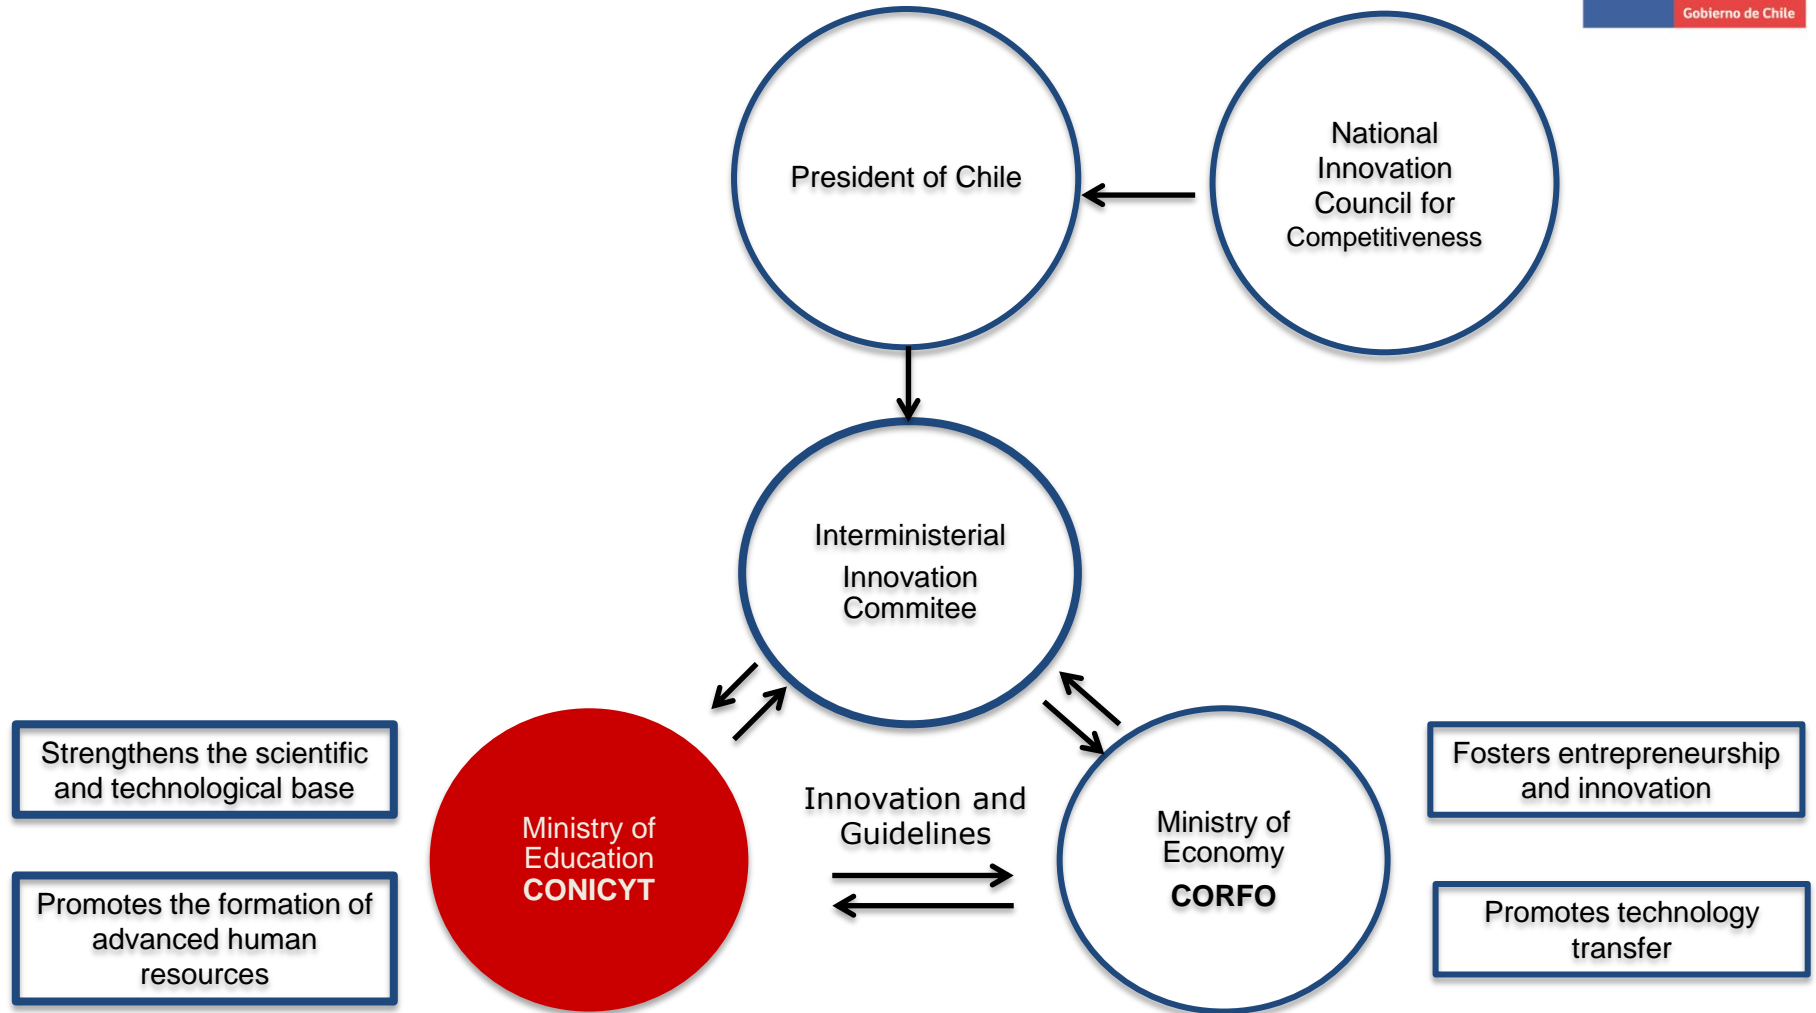 Gobierno de Chile
President of Chile
National
Innovation
Council for
Competitiveness
Interministerial
Innovation
Commitee
Strengthens the scientific
and technological base
Promotes the formation of
advanced human
resources
Ministry of
Education
CONICYT
Innovation and
Guidelines
Ministry of
Economy
CORFO
Fosters entrepreneurship
and innovation
Promotes technology
transfer